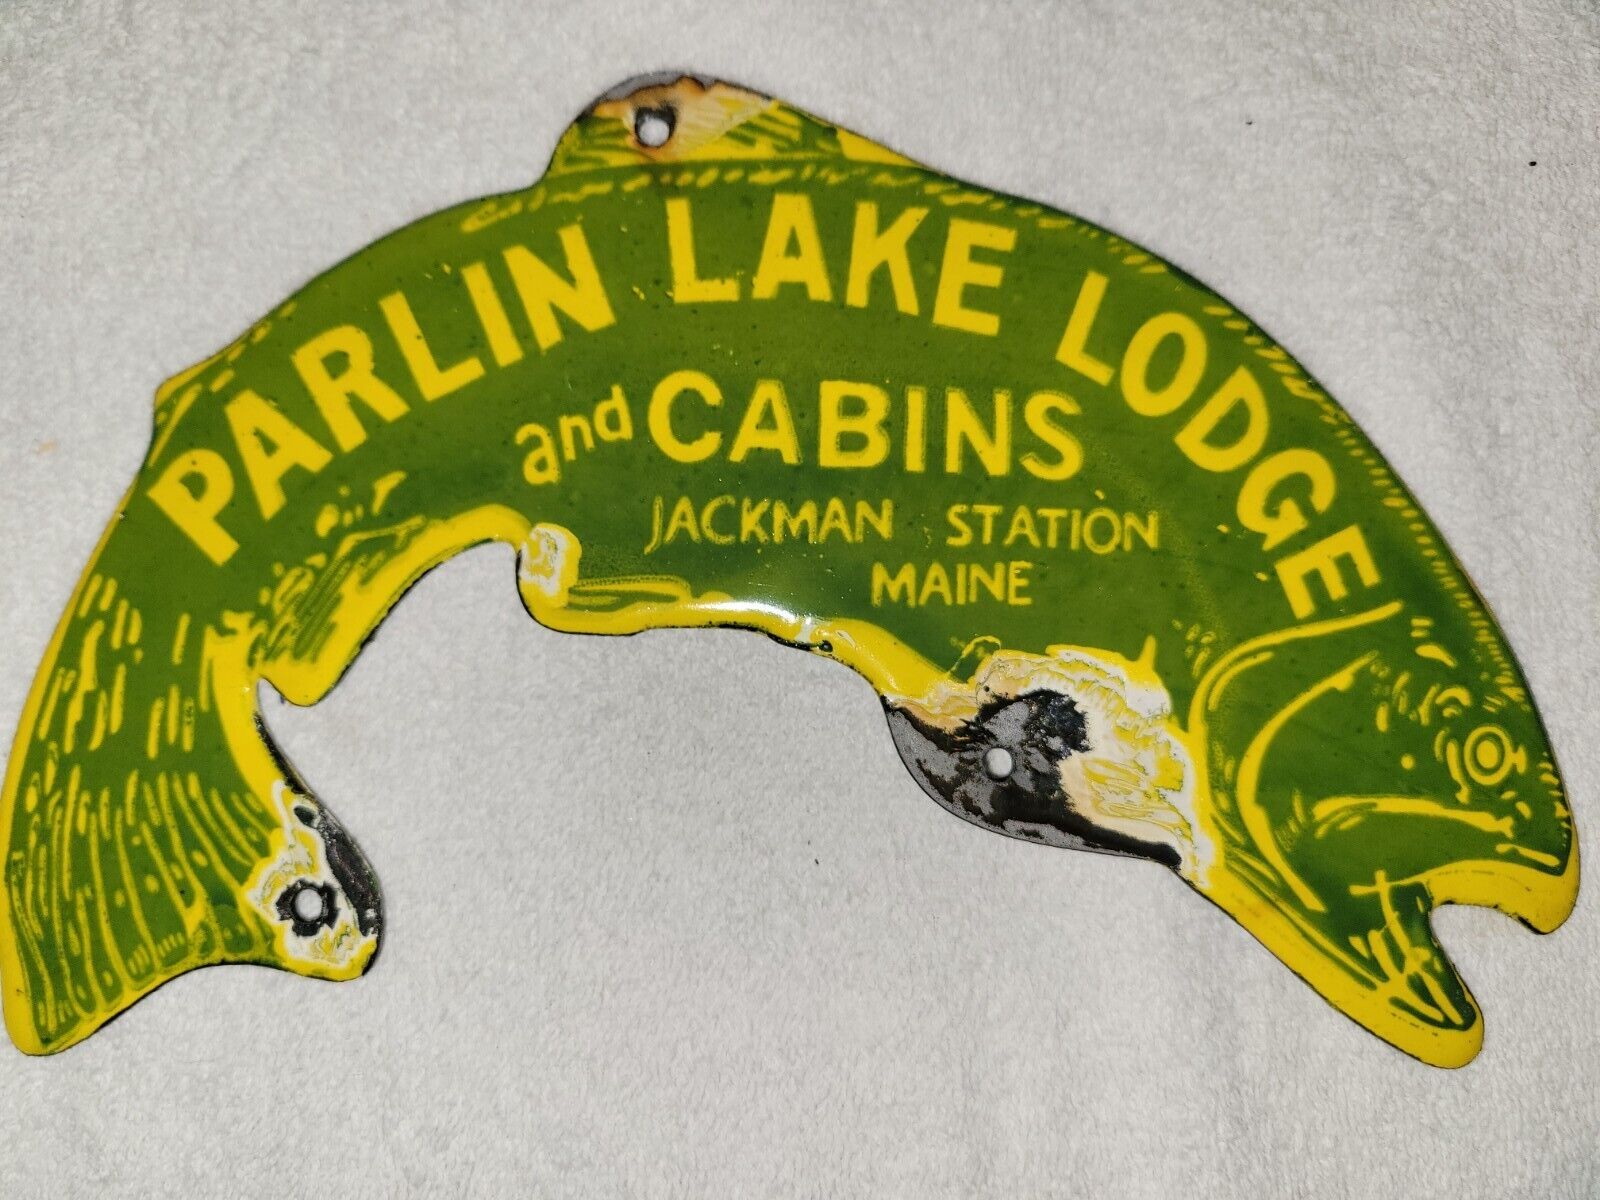 PARLIN LAKE LODGE
and CABINS
JACKMAN STATION
MAINE